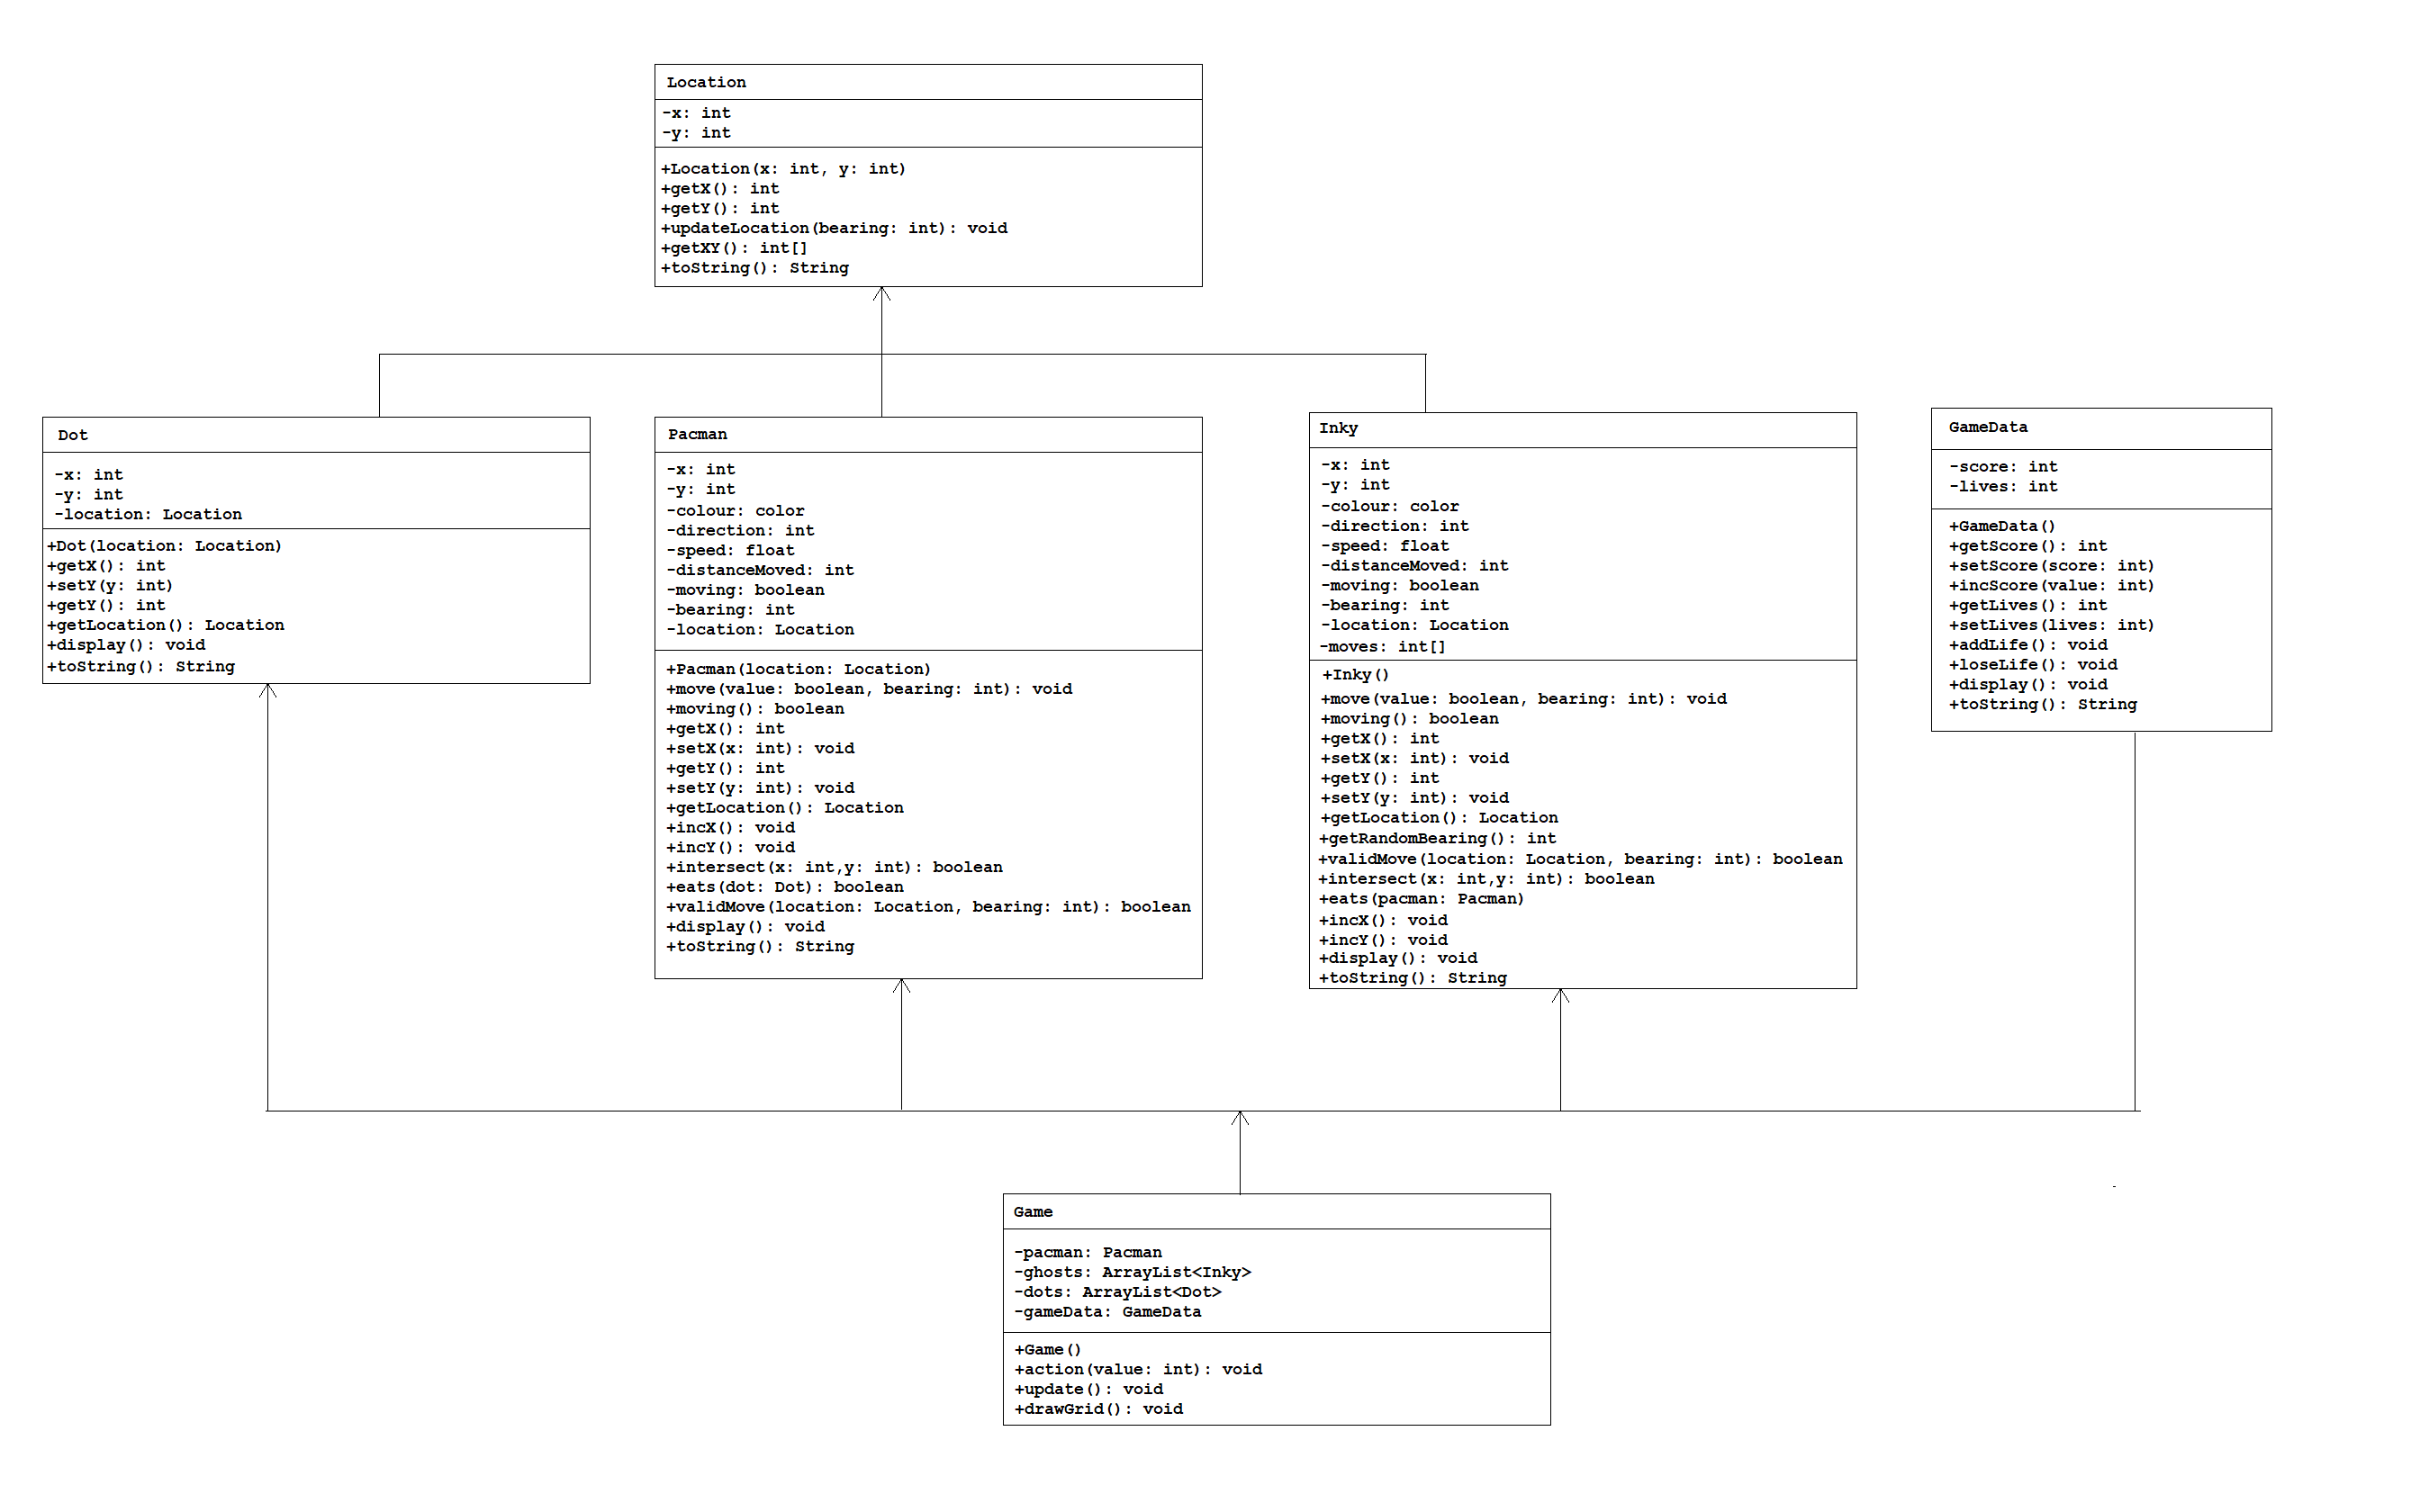 Location
-x: int
-y: int
+Location(x: int, y: int)
+getX(): int
+getY(): int
+updateLocation(bearing: int): void
+getXY(): int[]
+toString(): String
Dot
-x: int
-y: int
-location: Location
+Dot(location: Location)
+getX(): int
+setY(y: int)
+getY(): int
+getLocation(): Location
+display(): void
+toString(): String
Pacman
-x: int
-y: int
-colour: color
-direction: int
-speed: float
-distanceMoved: int
-moving: boolean
-bearing: int
-location: Location
+Pacman(location: Location)
+move(value: boolean, bearing: int): void
+moving(): boolean
+getX(): int
+setX(x: int): void
+getY(): int
+setY(y: int): void
+getLocation(): Location
+incX(): void
+incY(): void
+intersect(x: int,y: int): boolean
+eats(dot: Dot): boolean
+validMove(location: Location, bearing: int): boolean
+display(): void
+toString(): String
Inky
-x: int
-y: int
-colour: color
-direction: int
-speed: float
-distanceMoved: int
-moving: boolean
-bearing: int
-location: Location
-moves: int[]
+Inky()
+move(value: boolean, bearing: int): void
+moving(): boolean
+getX(): int
+setX(x: int): void
+getY(): int
+setY(y: int): void
+getLocation(): Location
+getRandomBearing(): int
+validMove(location: Location, bearing: int): boolean
+intersect(x: int,y: int): boolean
+eats(pacman: Pacman)
+incX(): void
+incY(): void
+display(): void
+toString(): String
GameData
-score: int
-lives: int
+GameData()
+getScore(): int
+setScore(score: int)
+incScore(value: int)
+getLives(): int
+setLives(lives: int)
+addLife(): void
+loseLife(): void
+display(): void
+toString(): String
Game
-pacman: Pacman
-ghosts: ArrayList<Inky>
-dots: ArrayList<Dot>
-gameData: GameData
+Game()
+action(value: int): void
+update(): void
+drawGrid(): void